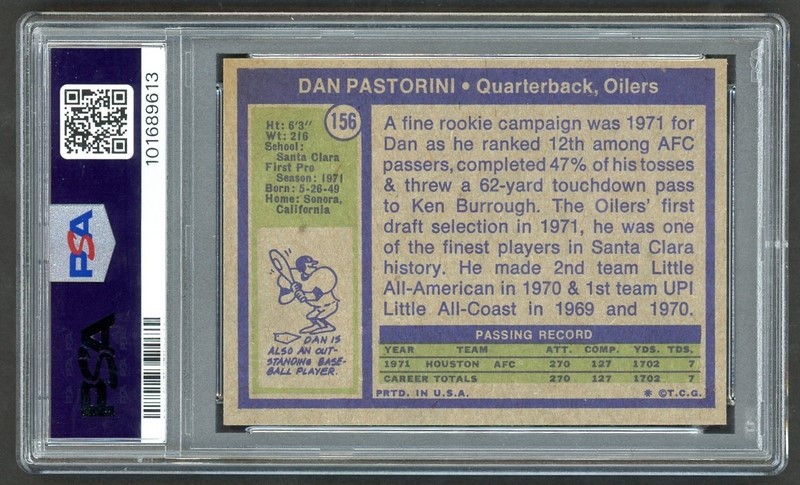 PSA
101689613
PSA
DAN PASTORINI • Quarterback, Oilers
156
Ht: 6'3"
Wt: 216
School:
Santa Clara
First Pro
Season: 1971
Born: 5-26-49
Home: Sonora,
California
DAN IS
ALSO AN OUT-
STANDING BASE-
BALL PLAYER.
A fine rookie campaign was 1971 for
Dan as he ranked 12th among AFC
passers, completed 47% of his tosses
& threw a 62-yard touchdown pass
to Ken Burrough. The Oilers' first
draft selection in 1971, he was one
of the finest players in Santa Clara
history. He made 2nd team Little
All-American in 1970 & 1st team UPI
Little All-Coast in 1969 and 1970.
PASSING RECORD
YEAR TEAM ATT. COMP. YDS. TDS.
1971 HOUSTON AFC 270 127 1702 7
CAREER TOTALS 270 127 1702 7
PRTD. IN U.S.A. * ©T.C.G.